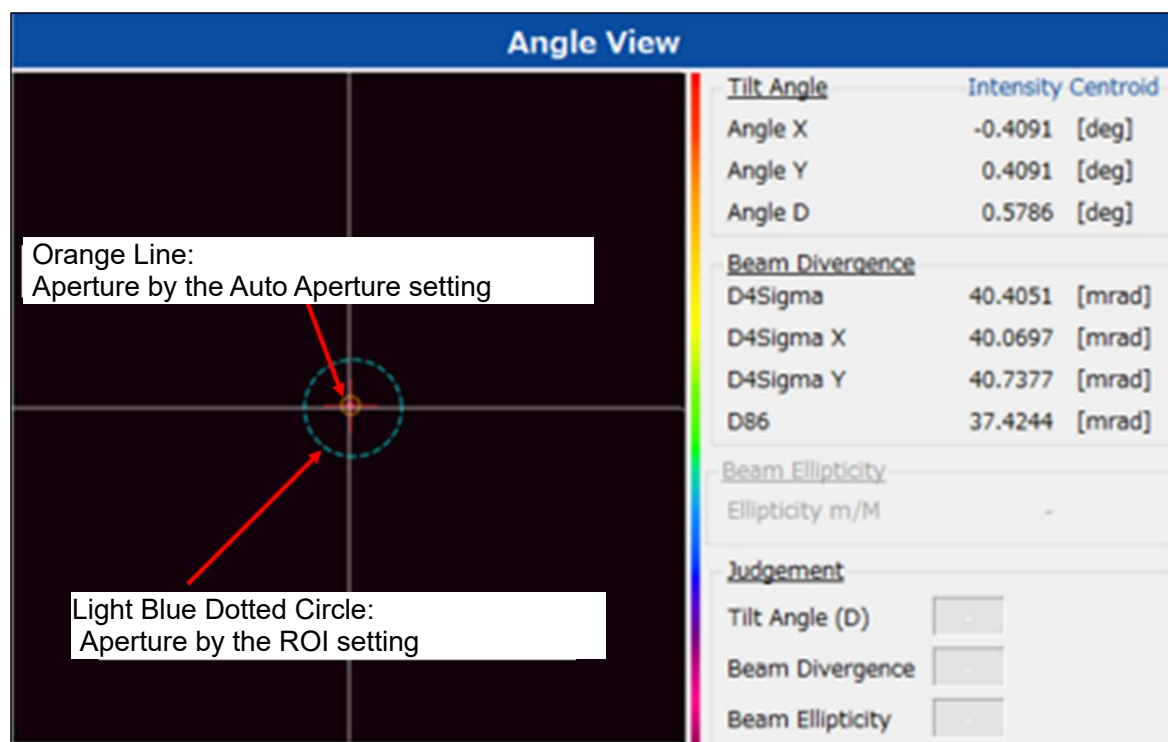 Angle View
Tilt Angle Intensity Centroid
Angle X -0.4091 [deg]
Angle Y 0.4091 [deg]
Angle D 0.5786 [deg]
Orange Line:
Aperture by the Auto Aperture setting
Beam Divergence
D4Sigma 40.4051 [mrad]
D4Sigma X 40.0697 [mrad]
D4Sigma Y 40.7377 [mrad]
D86 37.4244 [mrad]
Beam Ellipticity
Ellipticity m/M -
Light Blue Dotted Circle:
Aperture by the ROI setting
Judgement
Tilt Angle (D) -
Beam Divergence -
Beam Ellipticity -